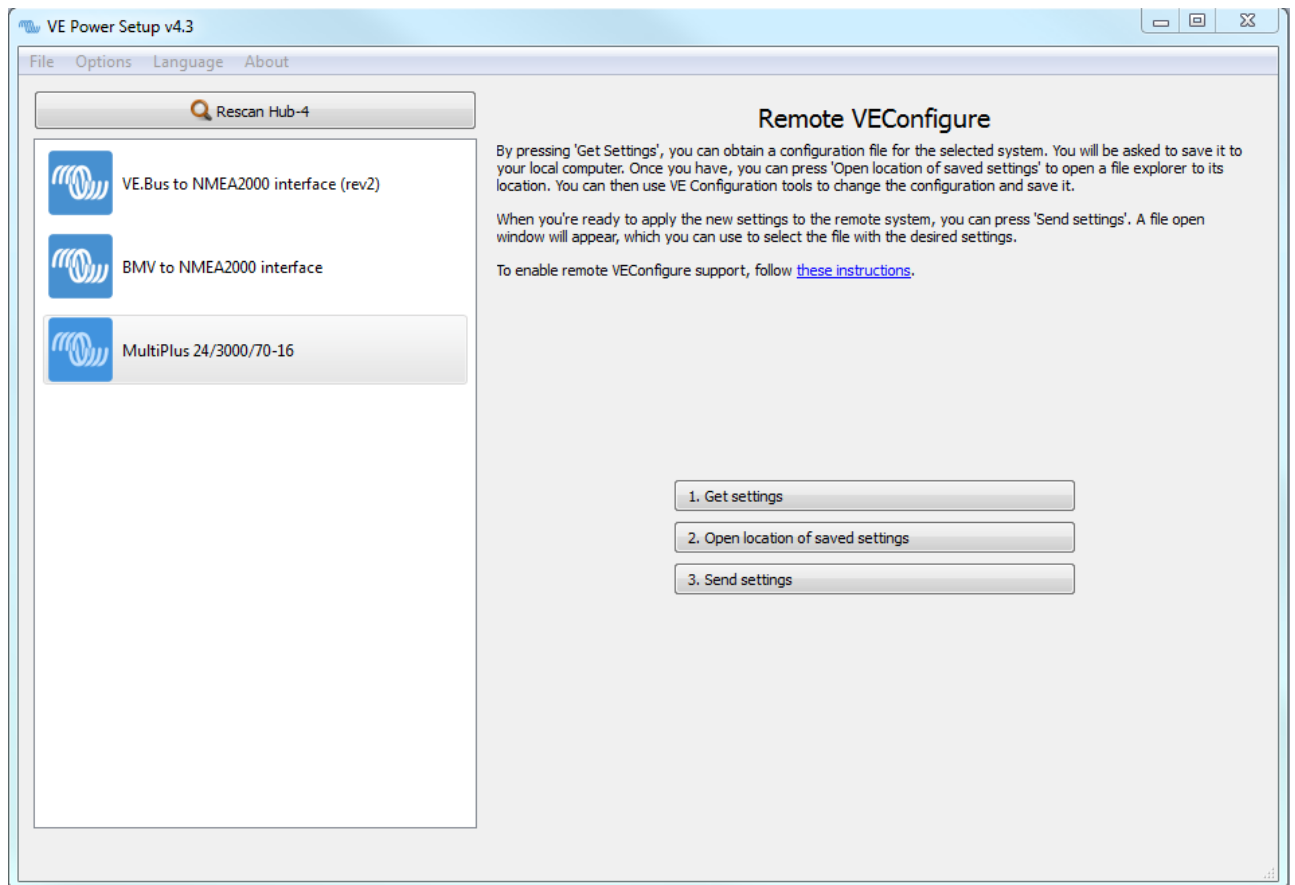 VE Power Setup v4.3
File Options Language About
Rescan Hub-4
VE.Bus to NMEA2000 interface (rev2)
BMV to NMEA2000 interface
MultiPlus 24/3000/70-16
Remote VEConfigure
By pressing 'Get Settings', you can obtain a configuration file for the selected system. You will be asked to save it to
your local computer. Once you have, you can press 'Open location of saved settings' to open a file explorer to its
location. You can then use VE Configuration tools to change the configuration and save it.
When you're ready to apply the new settings to the remote system, you can press 'Send settings'. A file open
window will appear, which you can use to select the file with the desired settings.
To enable remote VEConfigure support, follow these instructions.
1. Get settings
2. Open location of saved settings
3. Send settings